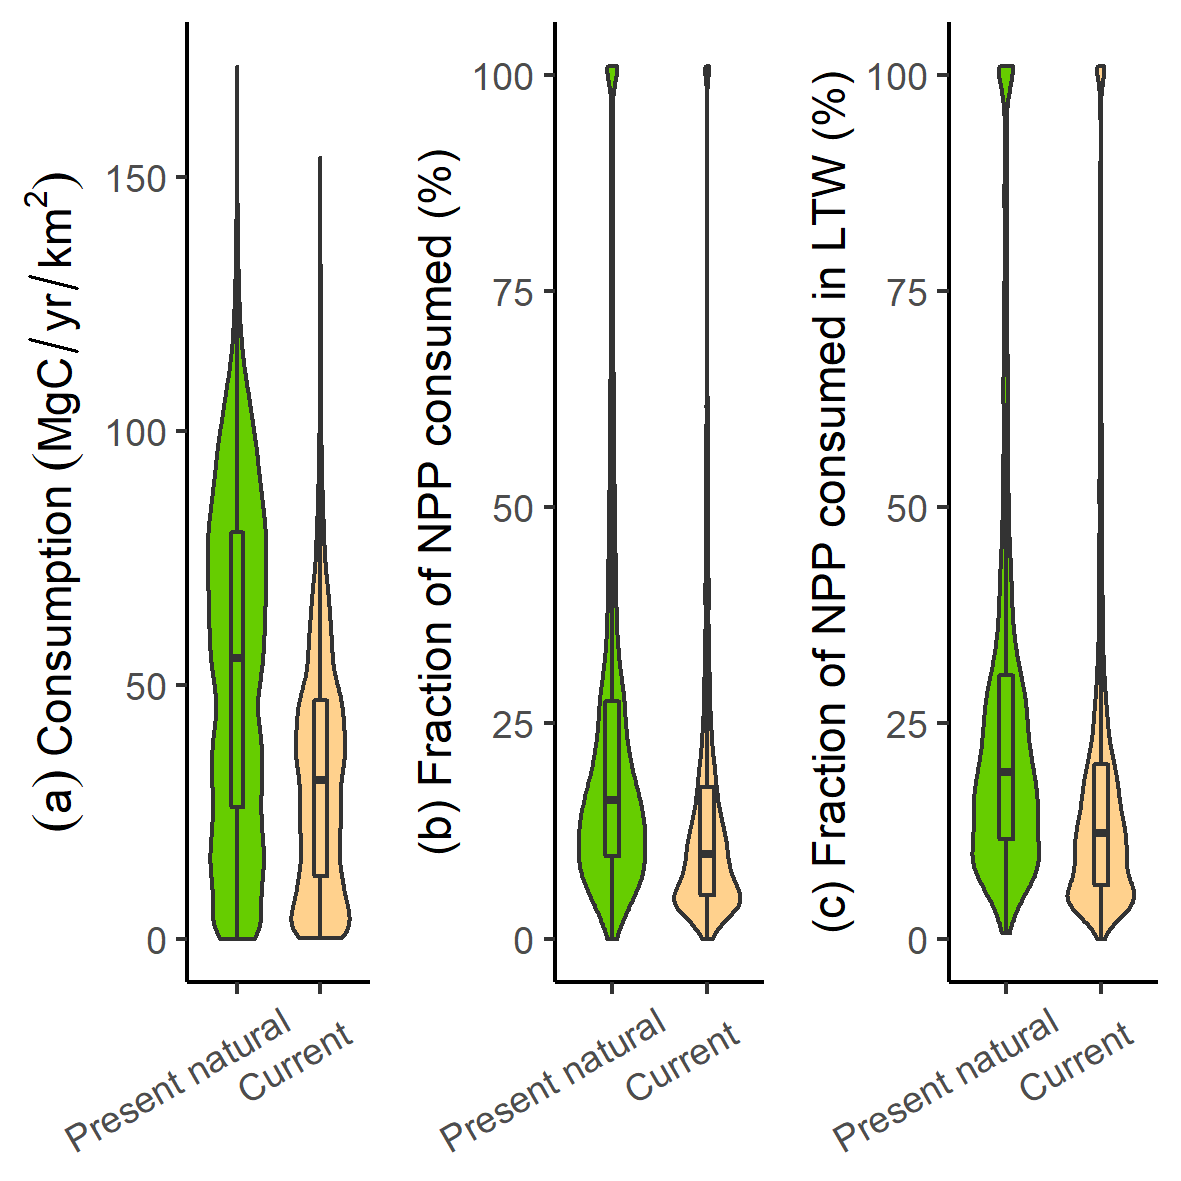 (a) Consumption (MgC/yr/km²)
150
100
50
0
Present natural
Current
(b) Fraction of NPP consumed (%)
100
75
50
25
0
Present natural
Current
(c) Fraction of NPP consumed in LTW (%)
100
75
50
25
0
Present natural
Current